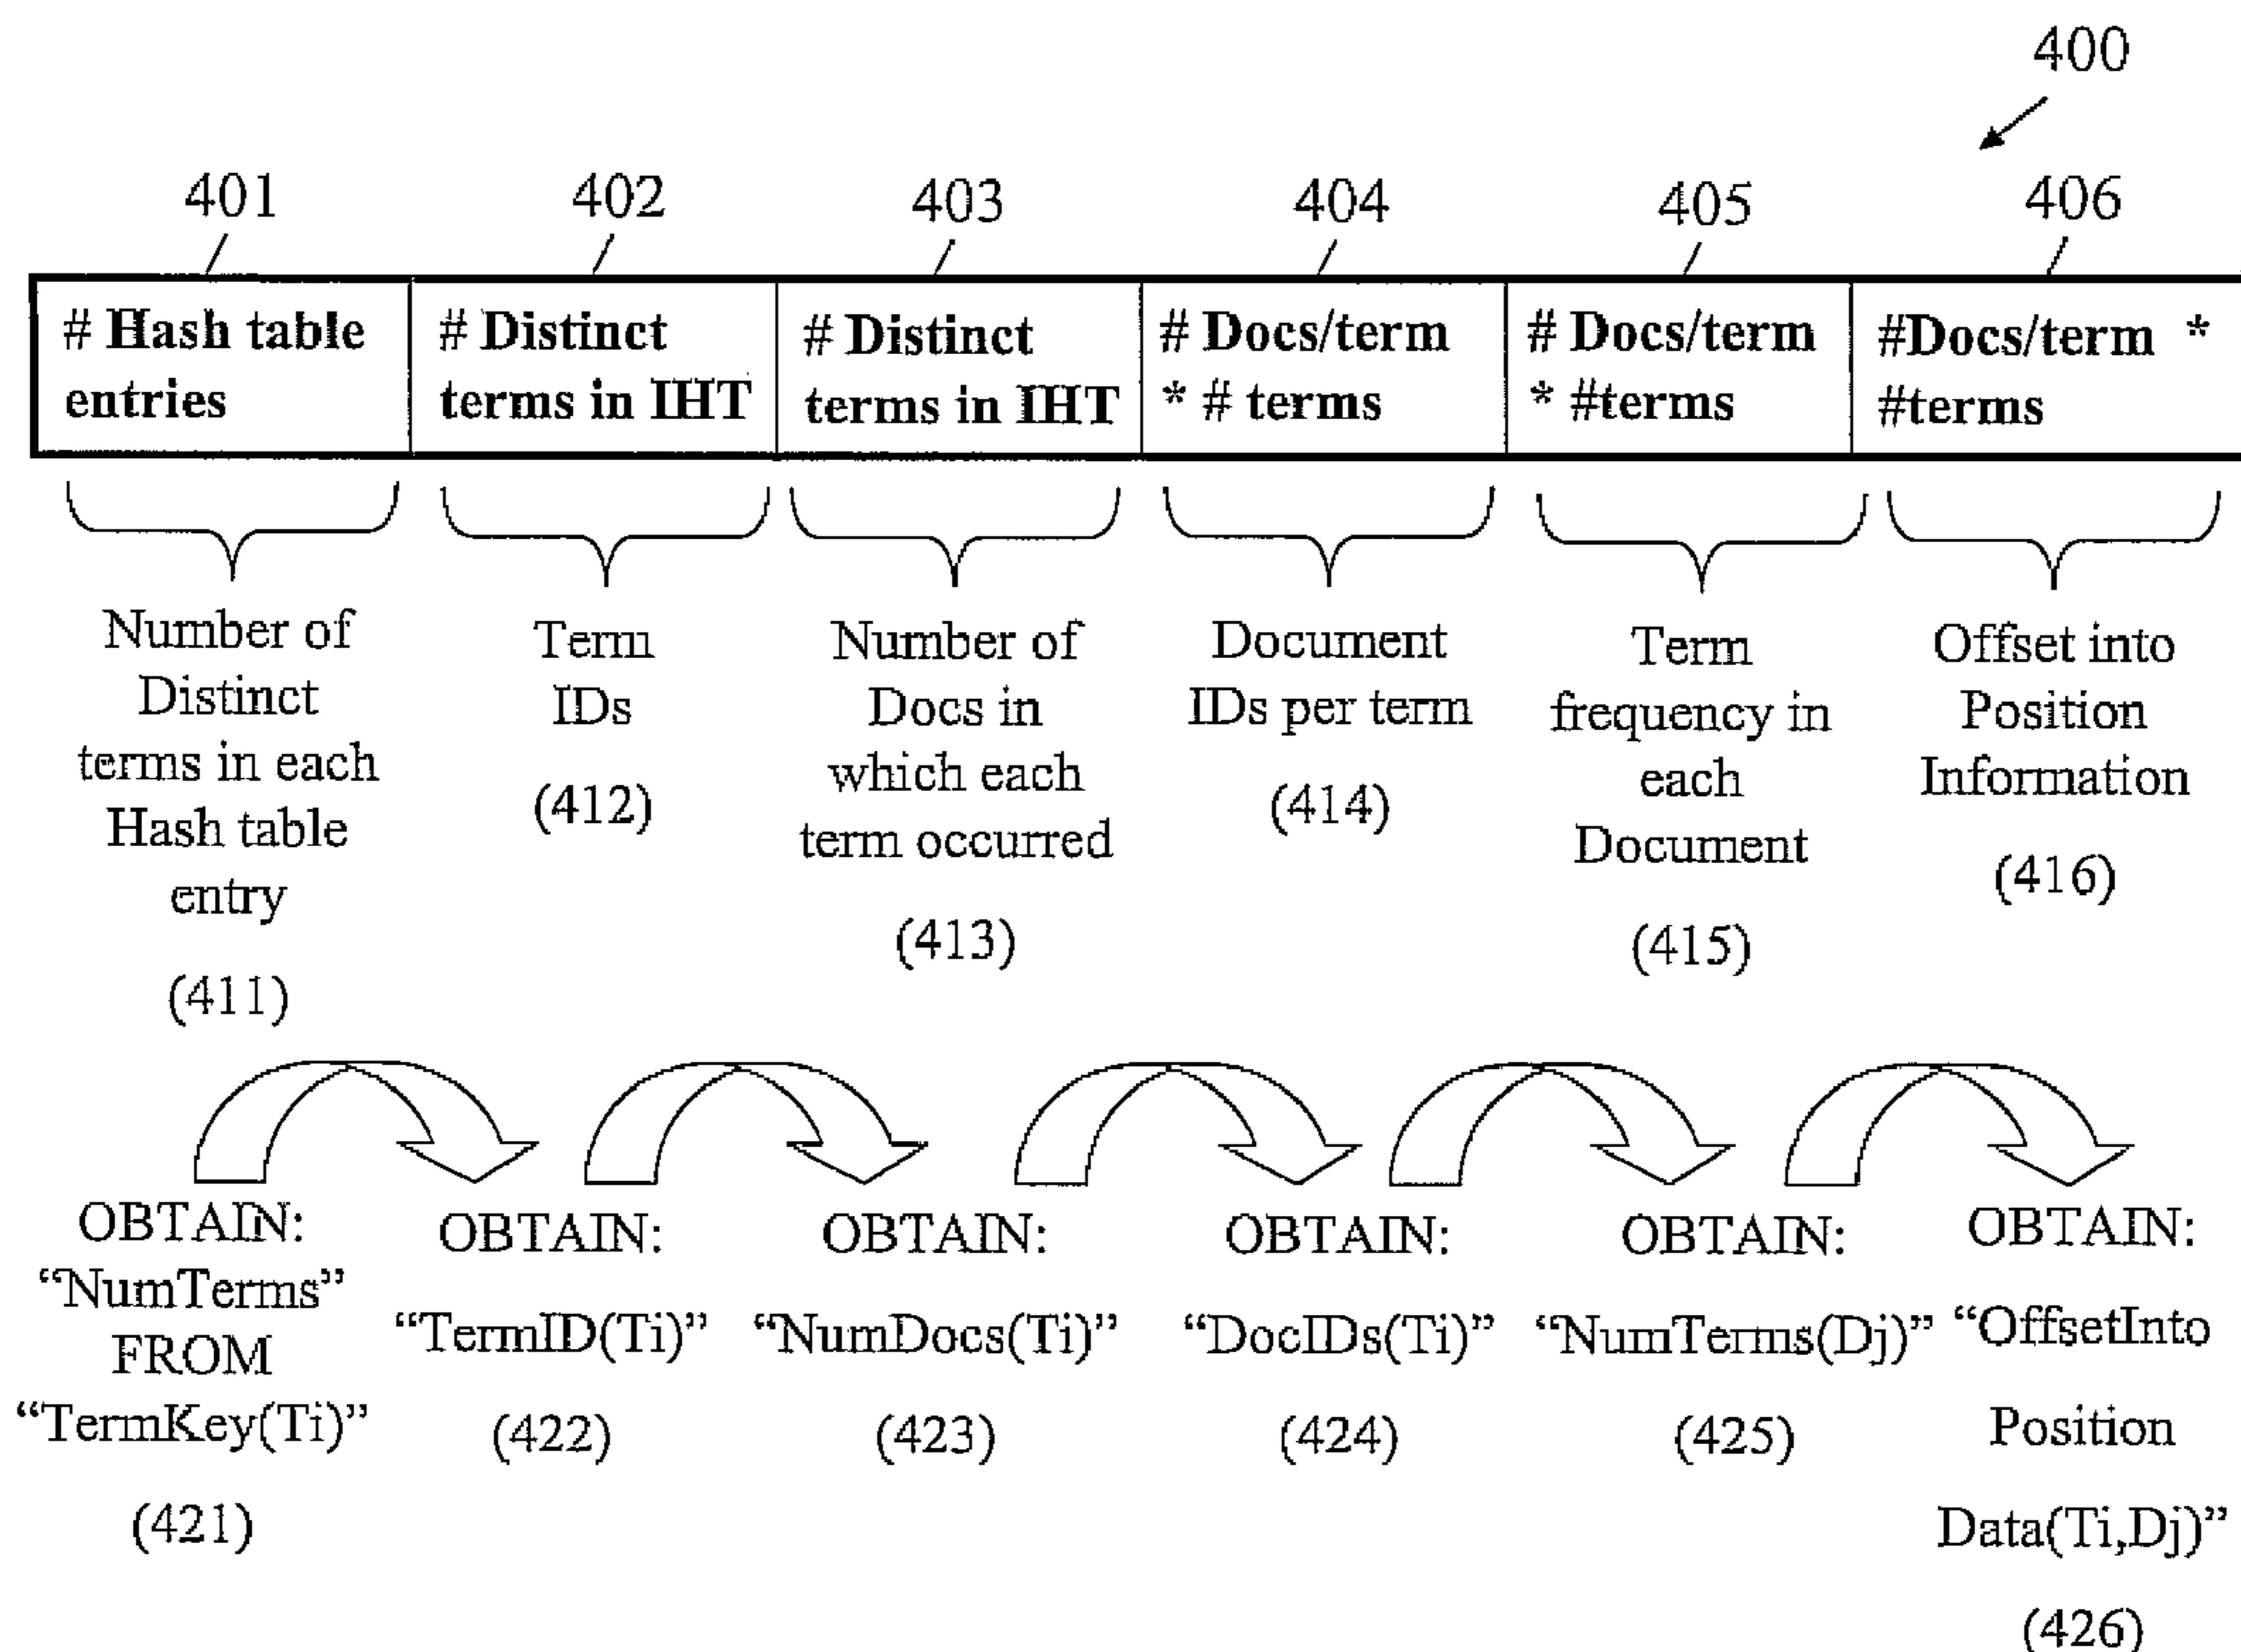 400
401
402
403
404
405
406
# Hash table
entries
# Distinct
terms in IHT
# Distinct
terms in IHT
# Docs/term
* # terms
# Docs/term
* #terms
#Docs/term *
#terms
Number of
Distinct
terms in each
Hash table
entry
(411)
Term
IDs
(412)
Number of
Docs in
which each
term occurred
(413)
Document
IDs per term
(414)
Term
frequency in
each
Document
(415)
Offset into
Position
Information
(416)
OBTAIN:
“NumTerms”
FROM
“TermKey(Ti)”
(421)
OBTAIN:
“TermID(Ti)”
(422)
OBTAIN:
“NumDocs(Ti)”
(423)
OBTAIN:
“DocIDs(Ti)”
(424)
OBTAIN:
“NumTerms(Dj)”
(425)
OBTAIN:
“OffsetInto
Position
Data(Ti,Dj)”
(426)